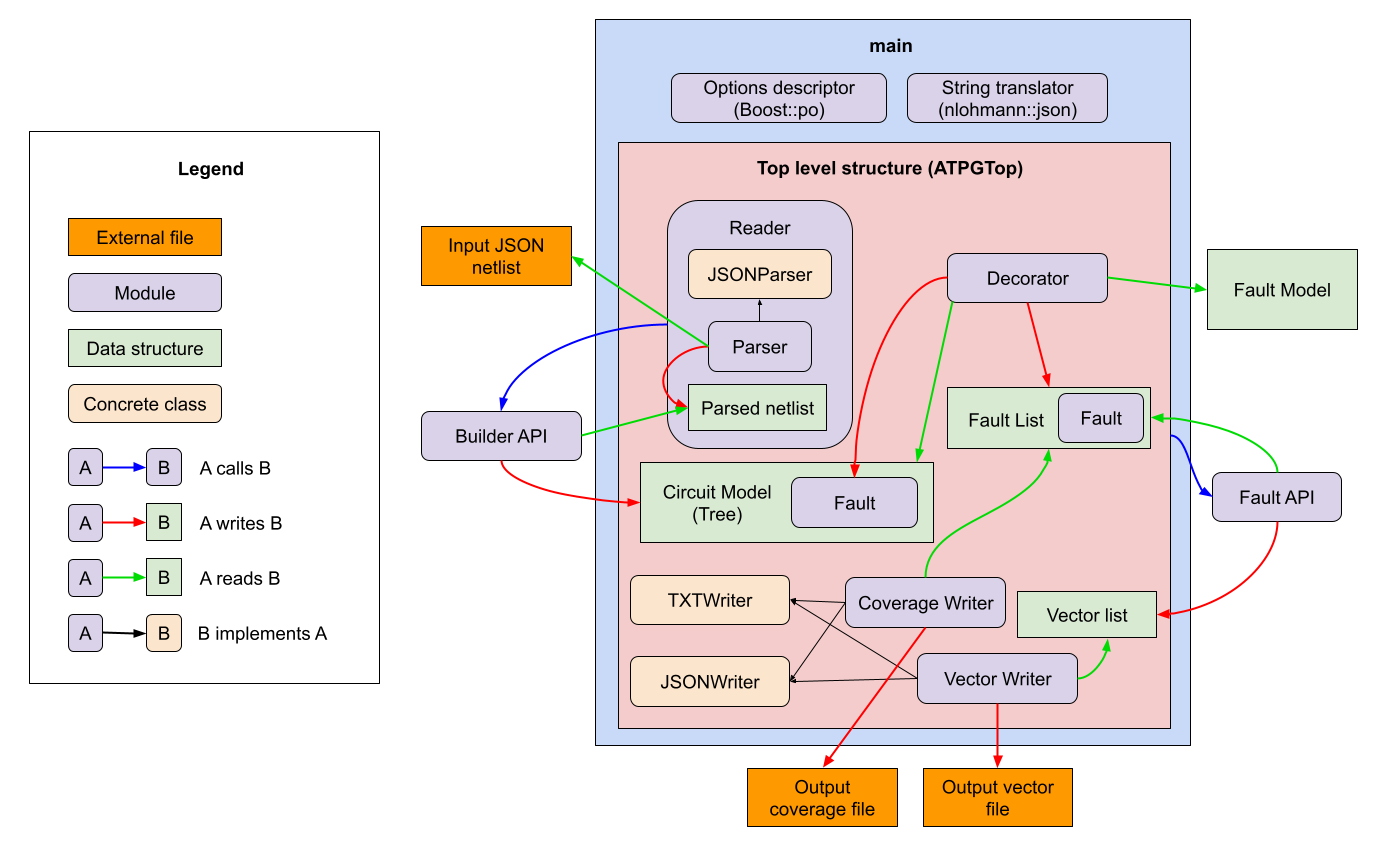 Legend
External file
Module
Data structure
Concrete class
A
B
A calls B
A
B
A writes B
A
B
A reads B
A
B
B implements A
main
Options descriptor
(Boost::po)
String translator
(nlohmann::json)
Top level structure (ATPGTop)
Reader
JSONParser
Parser
Parsed netlist
Input JSON
netlist
Builder API
Decorator
Fault Model
Fault List
Fault
Fault API
Circuit Model
(Tree)
Fault
TXTWriter
Coverage Writer
Vector list
JSONWriter
Vector Writer
Output
coverage file
Output vector
file